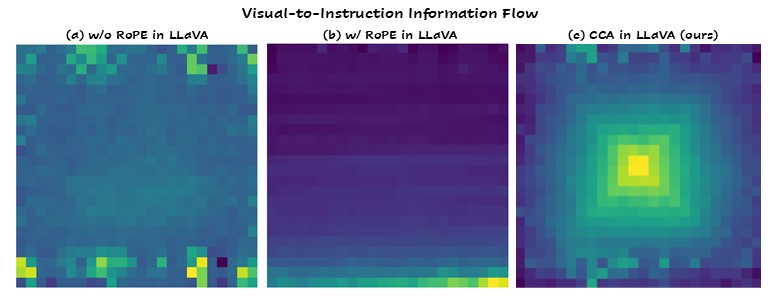 Visual-to-Instruction Information Flow
(a) w/o RoPE in LLaVA
(b) w/ RoPE in LLaVA
(c) CCA in LLaVA (ours)